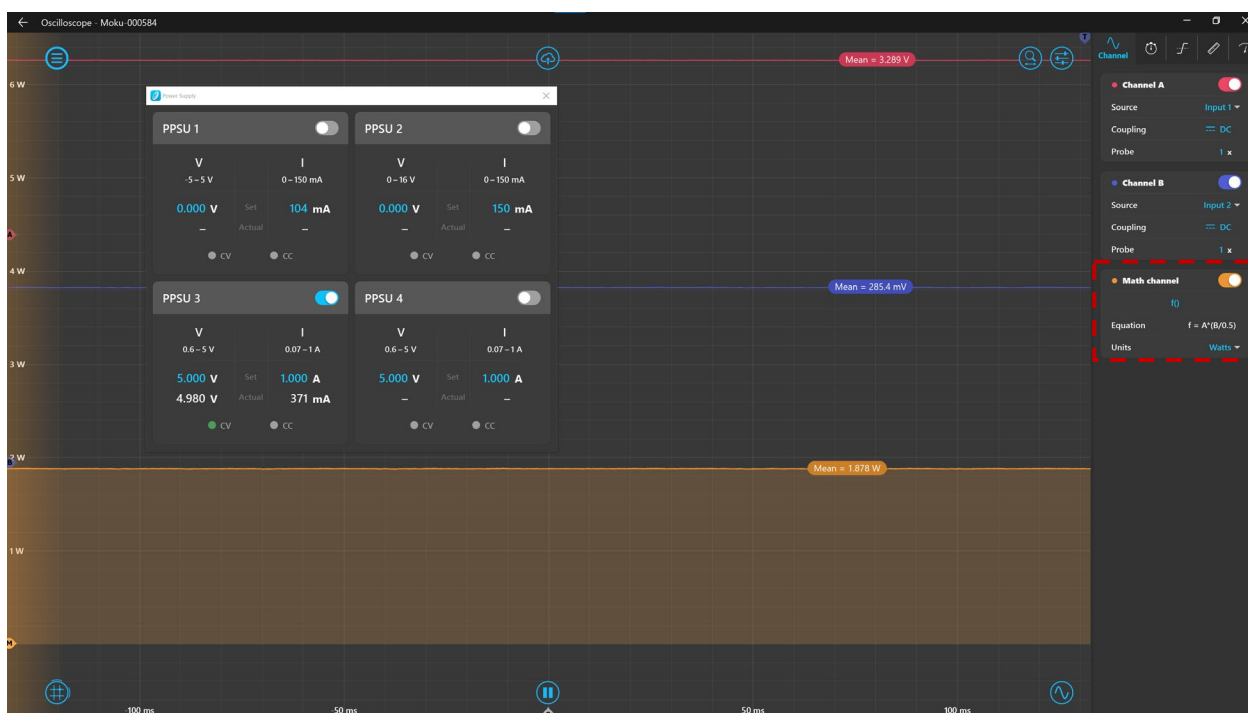 Oscilloscope - Moku-000584
T
Mean = 3.289 V
Channel
6 W
5 W
4 W
3 W
2 W
1 W
A
B
M
Power Supply
PPSU 1
V I
-5 – 5 V 0 – 150 mA
0.000 V Set 104 mA
– Actual –
CV CC
PPSU 2
V I
0 – 16 V 0 – 150 mA
0.000 V Set 150 mA
– Actual –
CV CC
PPSU 3
V I
0.6 – 5 V 0.07 – 1 A
5.000 V Set 1.000 A
4.980 V Actual 371 mA
CV CC
PPSU 4
V I
0.6 – 5 V 0.07 – 1 A
5.000 V Set 1.000 A
– Actual –
CV CC
Mean = 285.4 mV
Mean = 1.878 W
-100 ms -50 ms 50 ms 100 ms
Channel A
Source Input 1
Coupling DC
Probe 1 x
Channel B
Source Input 2
Coupling DC
Probe 1 x
Math channel
f()
Equation f = A*(B/0.5)
Units Watts